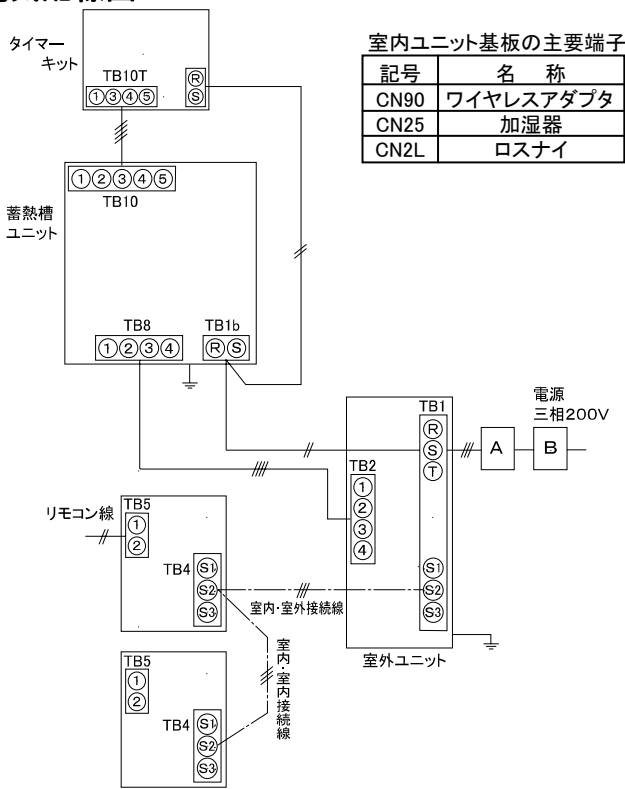 タイマー
キット
TB10T
①③④⑤
Ⓡ
Ⓢ
室内ユニット基板の主要端子
記号 名 称
CN90 ワイヤレスアダプタ
CN25 加湿器
CN2L ロスナイ
①②③④⑤
TB10
蓄熱槽
ユニット
TB8 TB1b
①②③④ ⓇⓈ
電源
三相200V
TB1
Ⓡ
Ⓢ
Ⓣ
A B
TB2
①
②
③
④
S1
S2
S3
室外ユニット
リモコン線
TB5
①
②
TB4
S1
S2
S3
室内・室外接続線
室内・室内接続線
TB5
①
②
TB4
S1
S2
S3